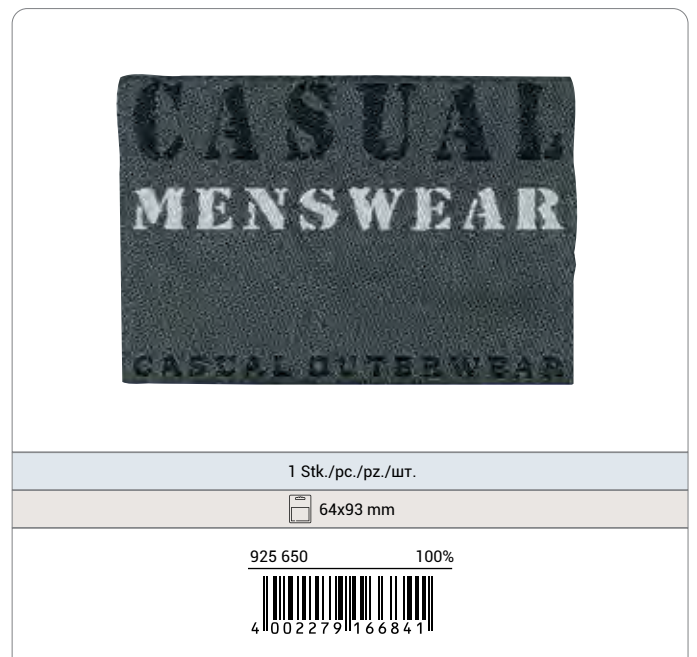 CASUAL
MENSWEAR
CASUAL OUTERWEAR
1 Stk./pc./pz./шт.
64x93 mm
925 650 100%
4 002279 166841